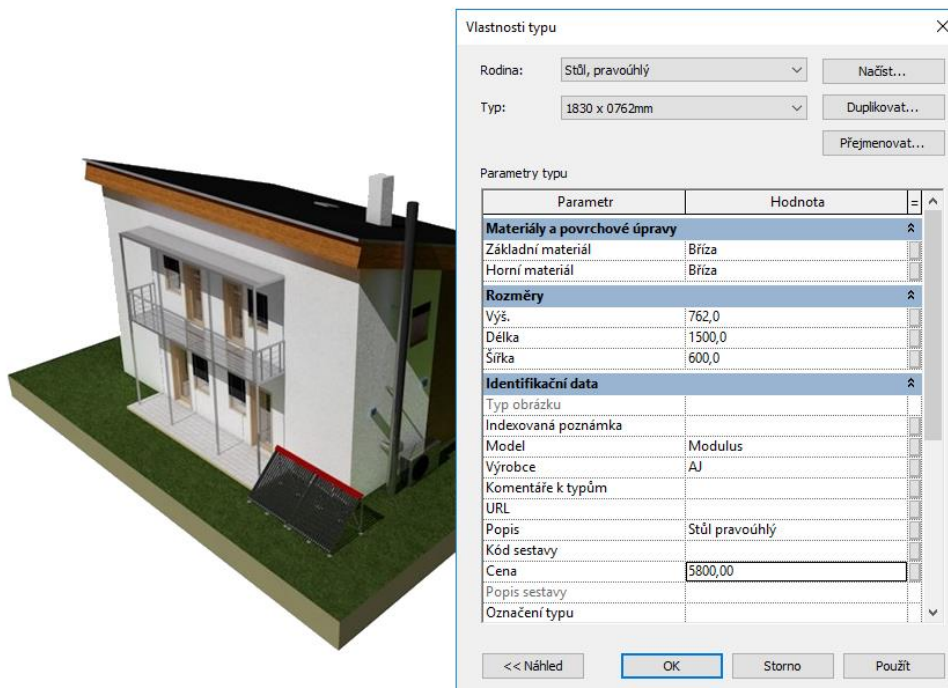 Vlastnosti typu
Rodina: Stůl, pravoúhlý Načíst...
Typ: 1830 x 0762mm Duplikovat...
Přejmenovat...
Parametry typu
Parametr Hodnota =
Materiály a povrchové úpravy
Základní materiál Bříza
Horní materiál Bříza
Rozměry
Výš. 762,0
Délka 1500,0
Šířka 600,0
Identifikační data
Typ obrázku
Indexovaná poznámka
Model Modulus
Výrobce AJ
Komentáře k typům
URL
Popis Stůl pravoúhlý
Kód sestavy
Cena 5800,00
Popis sestavy
Označení typu
<< Náhled OK Storno Použít